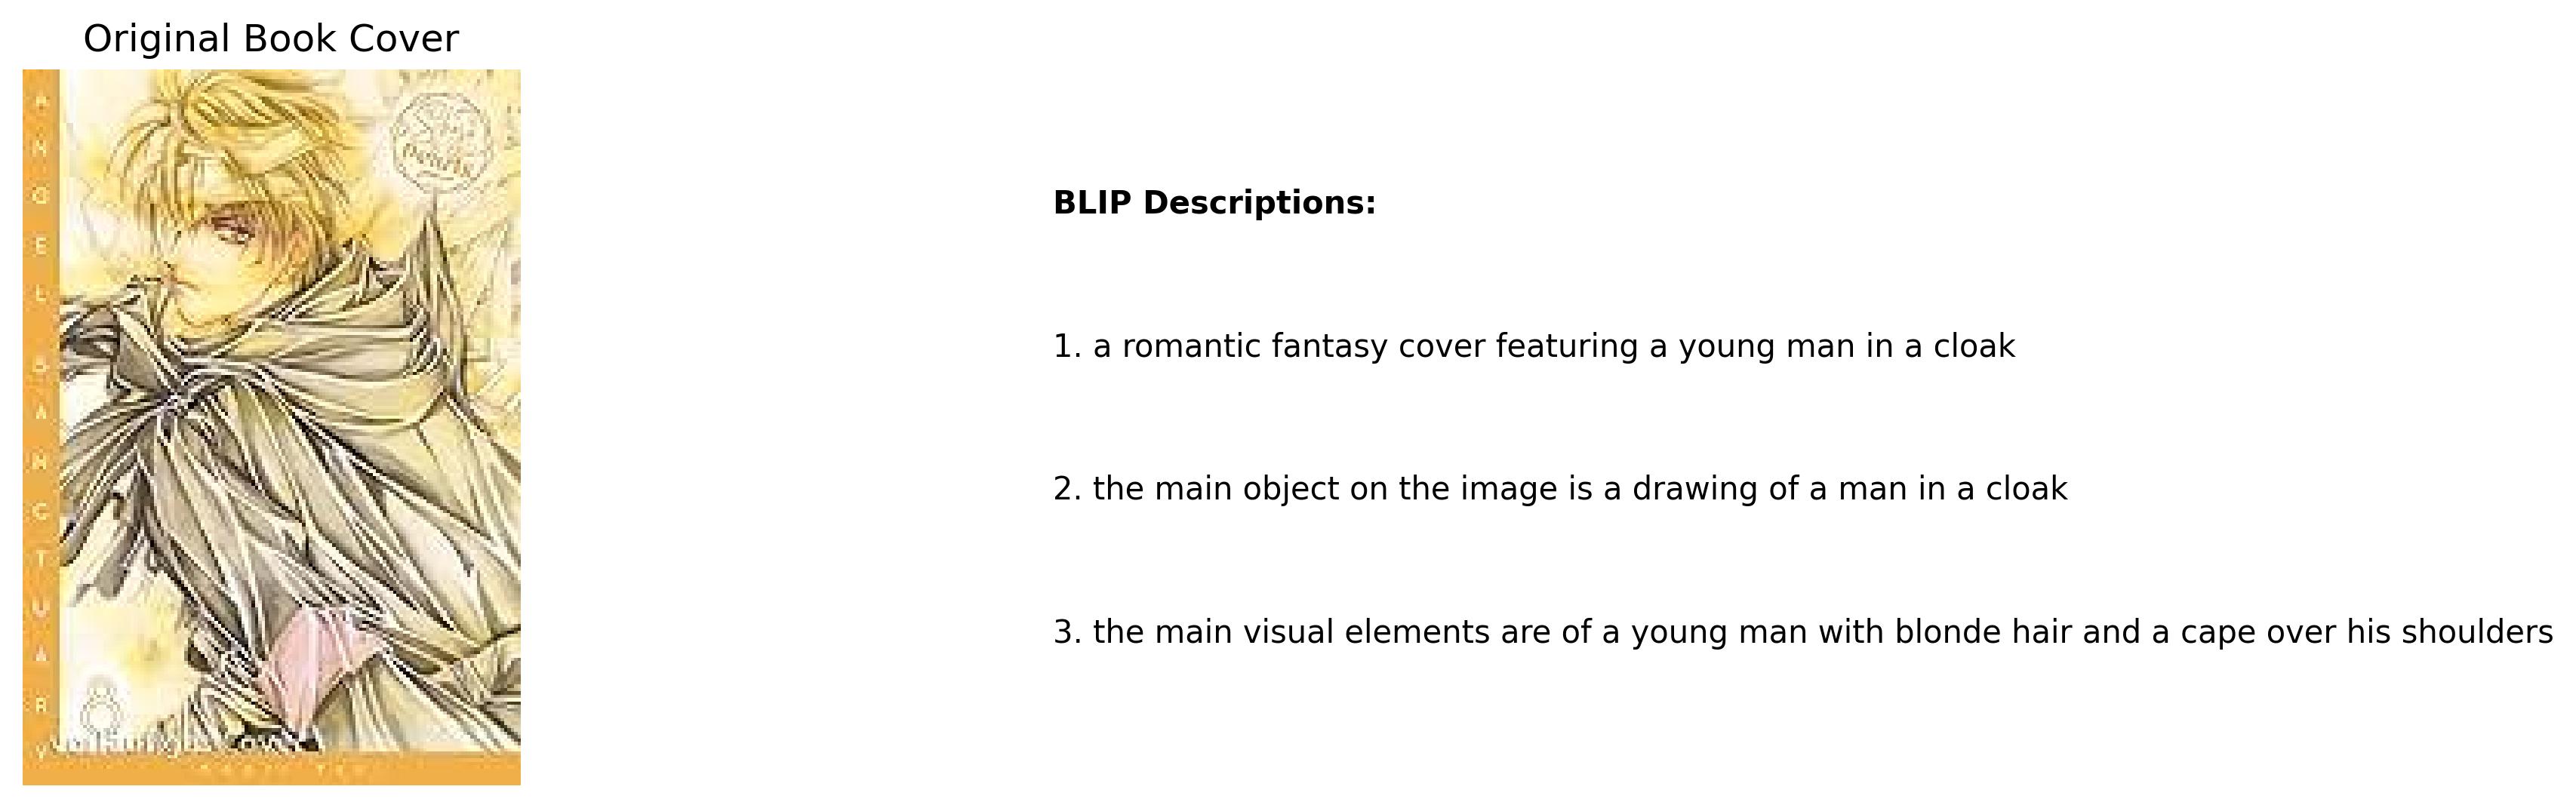 Original Book Cover
ANGEL SANCTUARY
8
BLIP Descriptions:
1. a romantic fantasy cover featuring a young man in a cloak
2. the main object on the image is a drawing of a man in a cloak
3. the main visual elements are of a young man with blonde hair and a cape over his shoulders